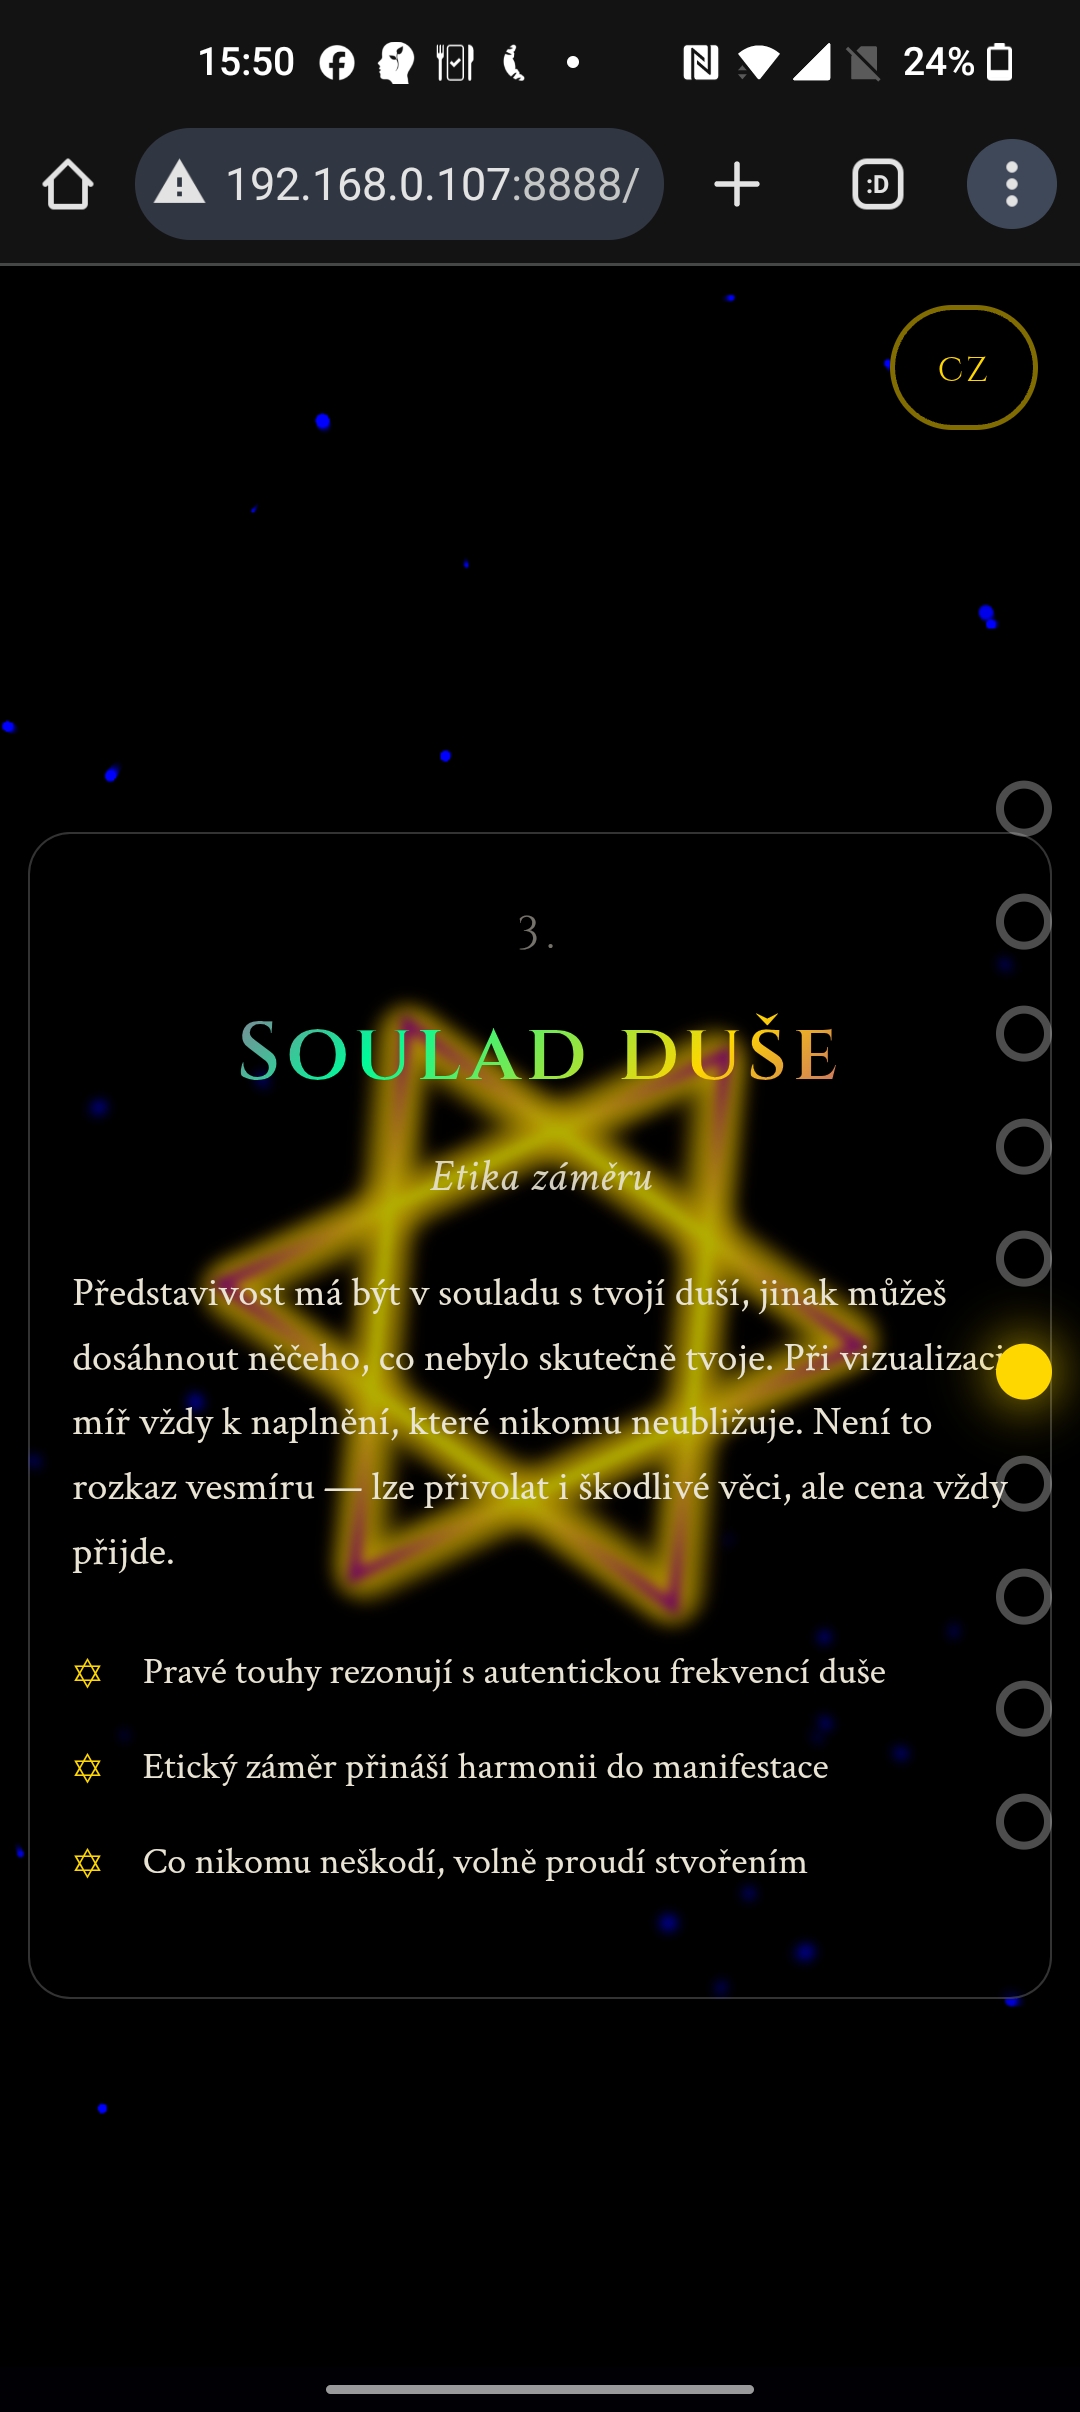 15:50
24%
192.168.0.107:8888/
:D
CZ
3.
Soulad duše
Etika záměru
Představivost má být v souladu s tvojí duší, jinak můžeš
dosáhnout něčeho, co nebylo skutečně tvoje. Při vizualizaci
míř vždy k naplnění, které nikomu neubližuje. Není to
rozkaz vesmíru — lze přivolat i škodlivé věci, ale cena vždy
přijde.
Pravé touhy rezonují s autentickou frekvencí duše
Etický záměr přináší harmonii do manifestace
Co nikomu neškodí, volně proudí stvořením